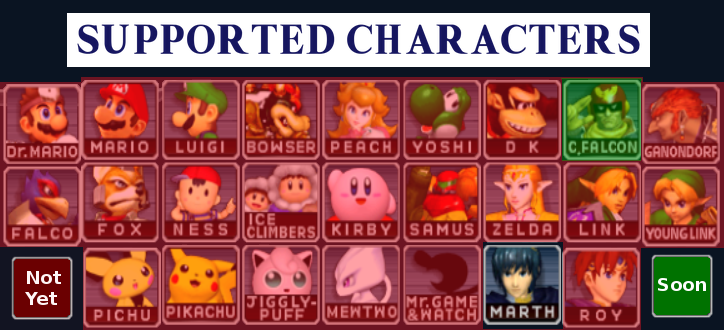 SUPPORTED CHARACTERS
Dr.MARIO MARIO LUIGI BOWSER PEACH YOSHI D K C.FALCON GANONDORF
FALCO FOX NESS ICE CLIMBERS KIRBY SAMUS ZELDA LINK YOUNG LINK
Not Yet PICHU PIKACHU JIGGLY-PUFF MEWTWO Mr.GAME &WATCH MARTH ROY Soon